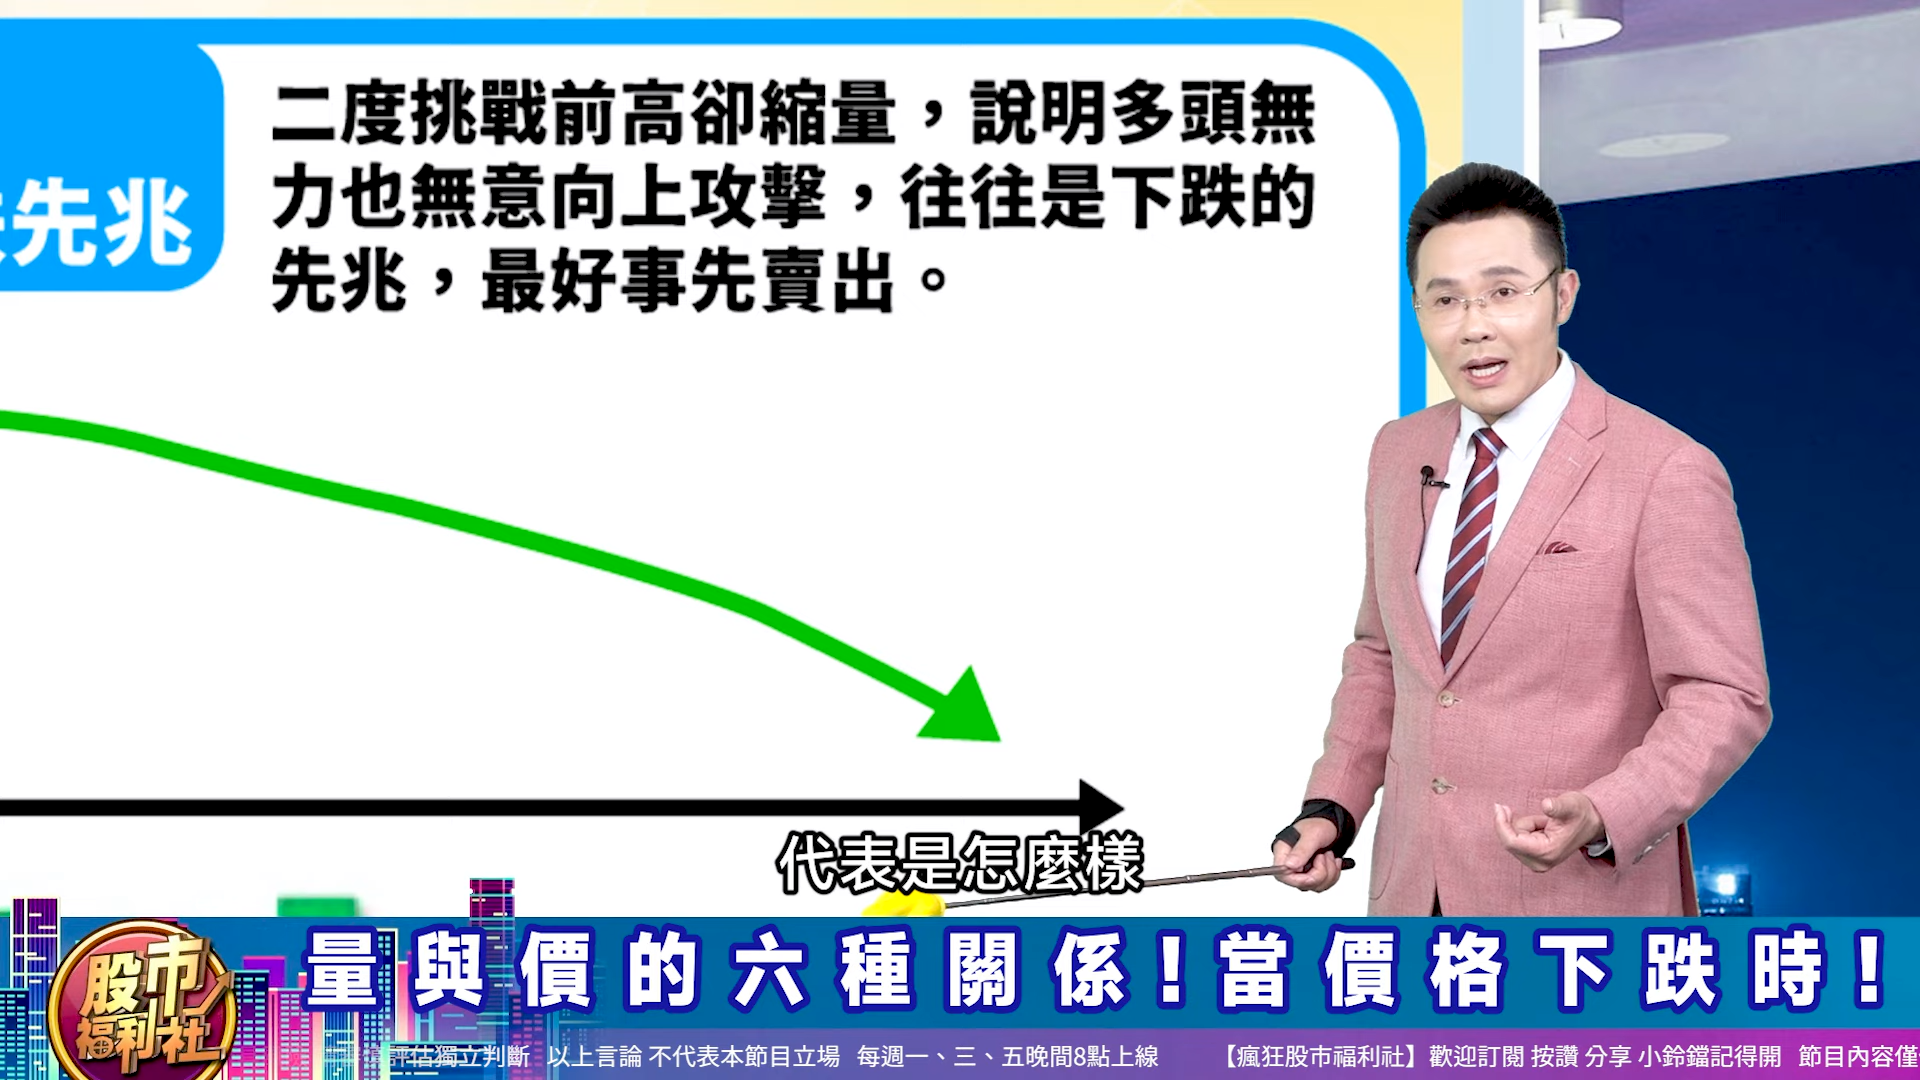 二度挑戰前高卻縮量，說明多頭無
力也無意向上攻擊，往往是下跌的
先兆，最好事先賣出。
先兆
代表是怎麼樣
量與價的六種關係!當價格下跌時!
股市
福利社
評估獨立判斷 以上言論 不代表本節目立場 每週一、三、五晚間8點上線 【瘋狂股市福利社】歡迎訂閱 按讚 分享 小鈴鐺記得開 節目內容僅